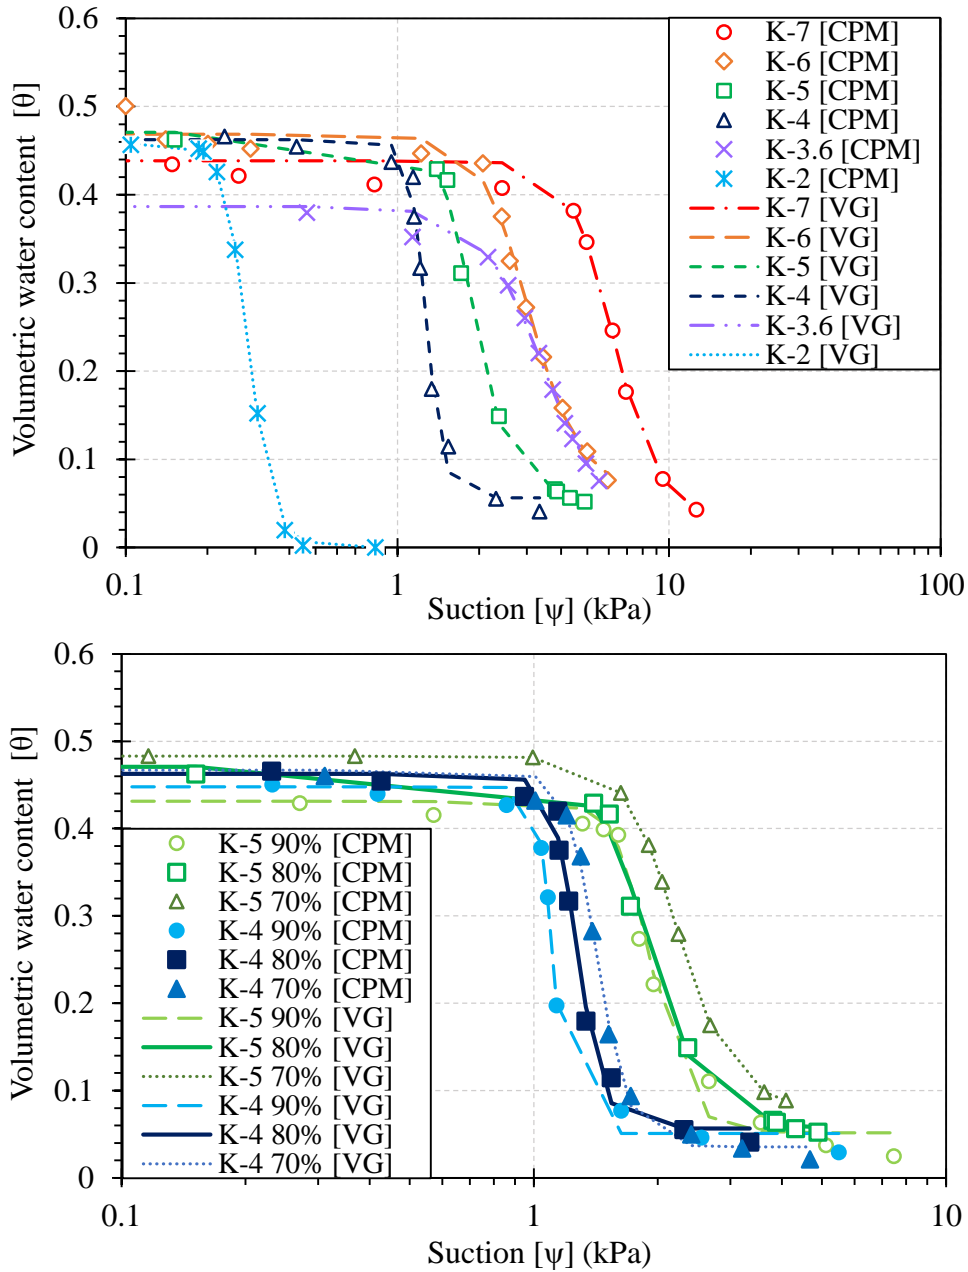 0.6
0.5
0.4
0.3
0.2
0.1
0
Volumetric water content [θ]
K-7 [CPM]
K-6 [CPM]
K-5 [CPM]
K-4 [CPM]
K-3.6 [CPM]
K-2 [CPM]
K-7 [VG]
K-6 [VG]
K-5 [VG]
K-4 [VG]
K-3.6 [VG]
K-2 [VG]
0.1 1 10 100
Suction [ψ] (kPa)
0.6
0.5
0.4
0.3
0.2
0.1
0
Volumetric water content [θ]
K-5 90% [CPM]
K-5 80% [CPM]
K-5 70% [CPM]
K-4 90% [CPM]
K-4 80% [CPM]
K-4 70% [CPM]
K-5 90% [VG]
K-5 80% [VG]
K-5 70% [VG]
K-4 90% [VG]
K-4 80% [VG]
K-4 70% [VG]
0.1 1 10
Suction [ψ] (kPa)